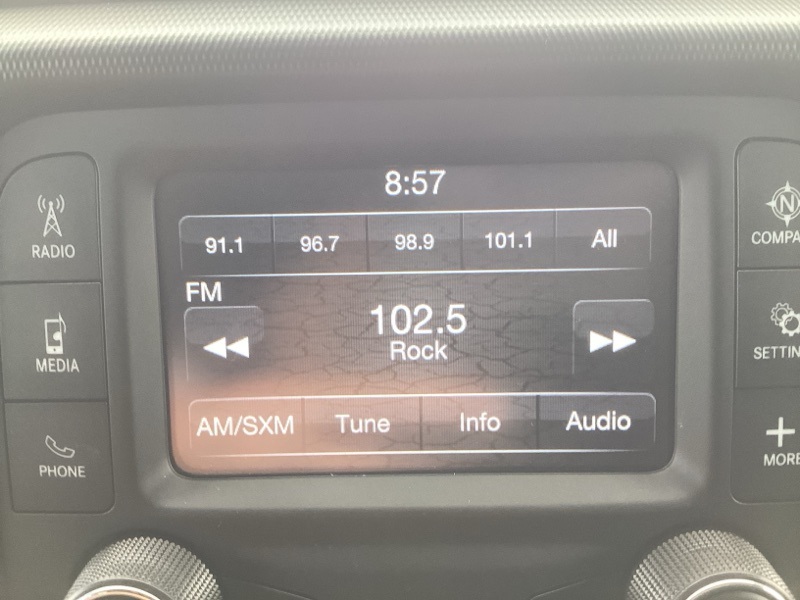 8:57
RADIO
N
COMPA
91.1 96.7 98.9 101.1 All
FM
102.5
Rock
MEDIA
SETTIN
AM/SXM Tune Info Audio
PHONE
MORE